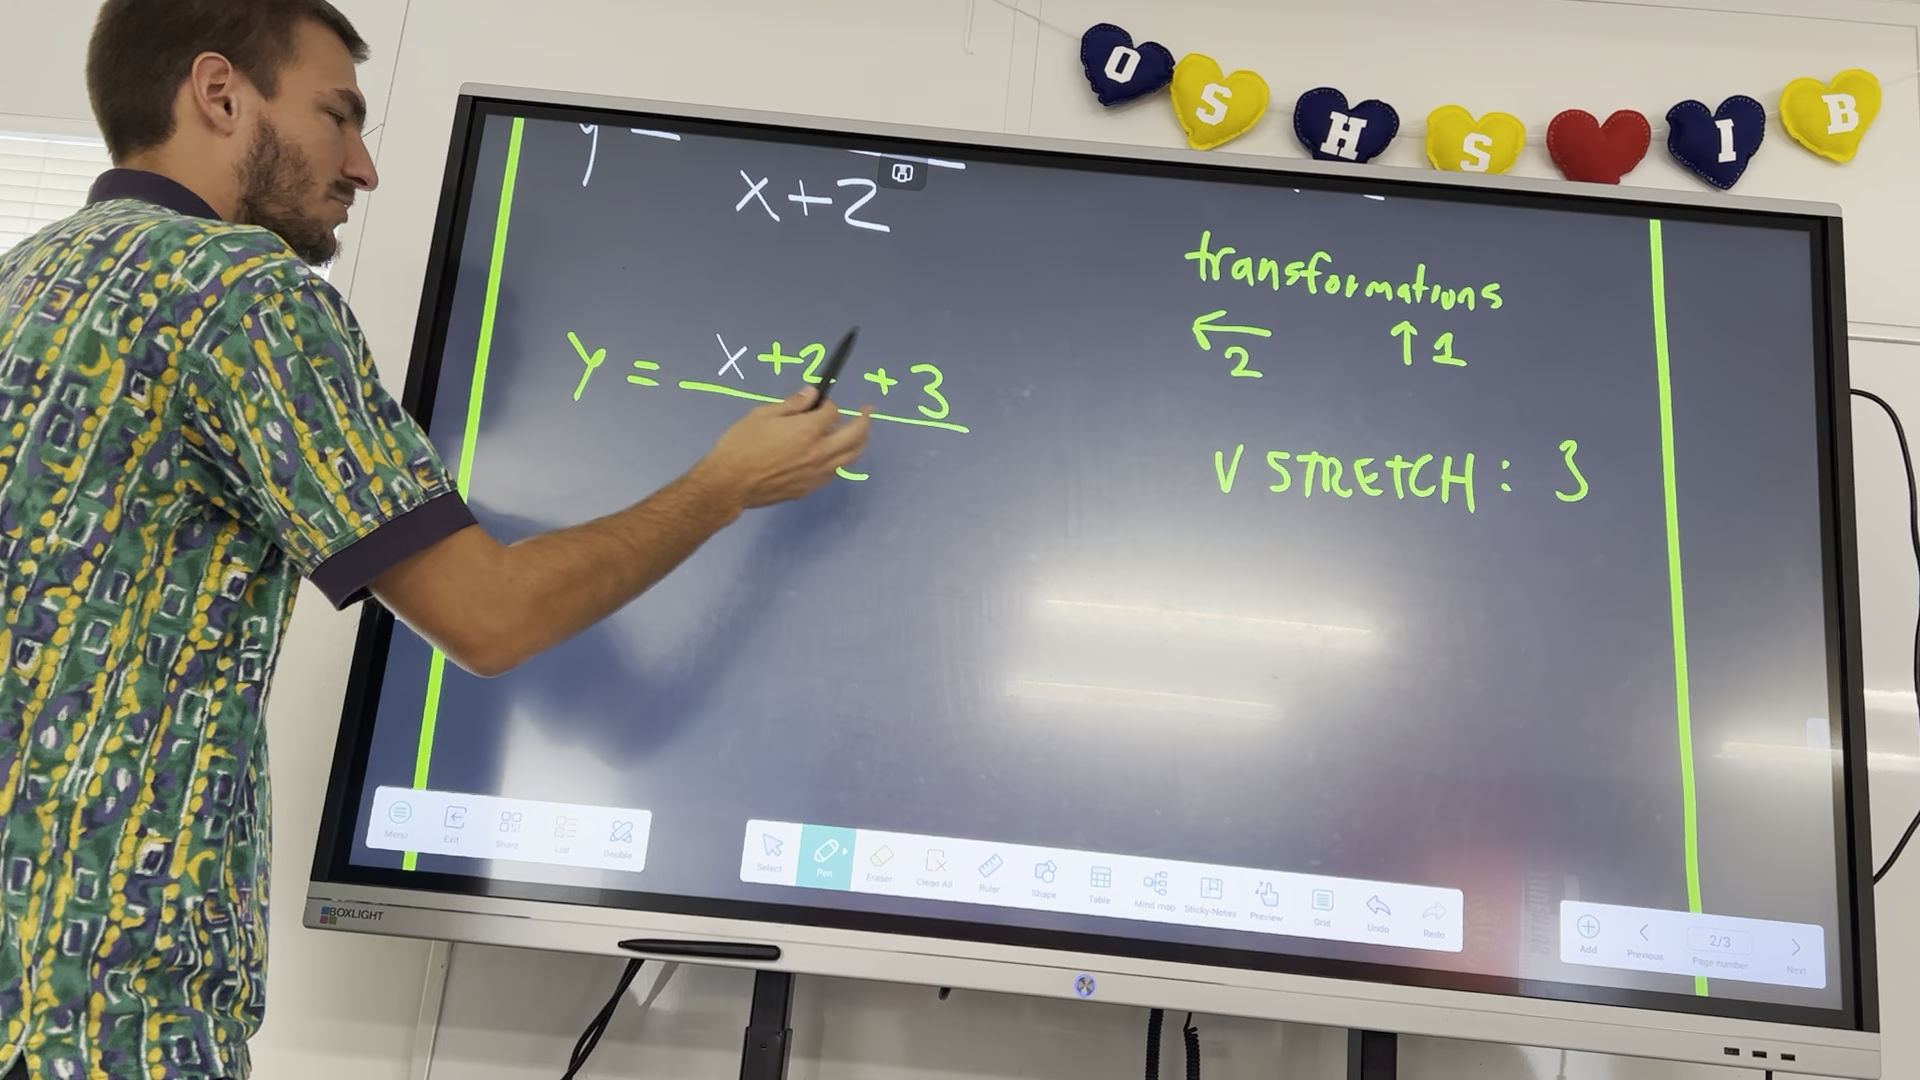 O S H S I B
y =
x+2
transformations
← 2 ↑ 1
y = x+2 +3
V STRETCH: 3
Menu Exit Share List Double
Select Pen Eraser Clean All Ruler Shape Table Mind map Sticky-Notes Preview Grid Undo Redo
Add Previous 2/3 Page number Next
BOXLIGHT